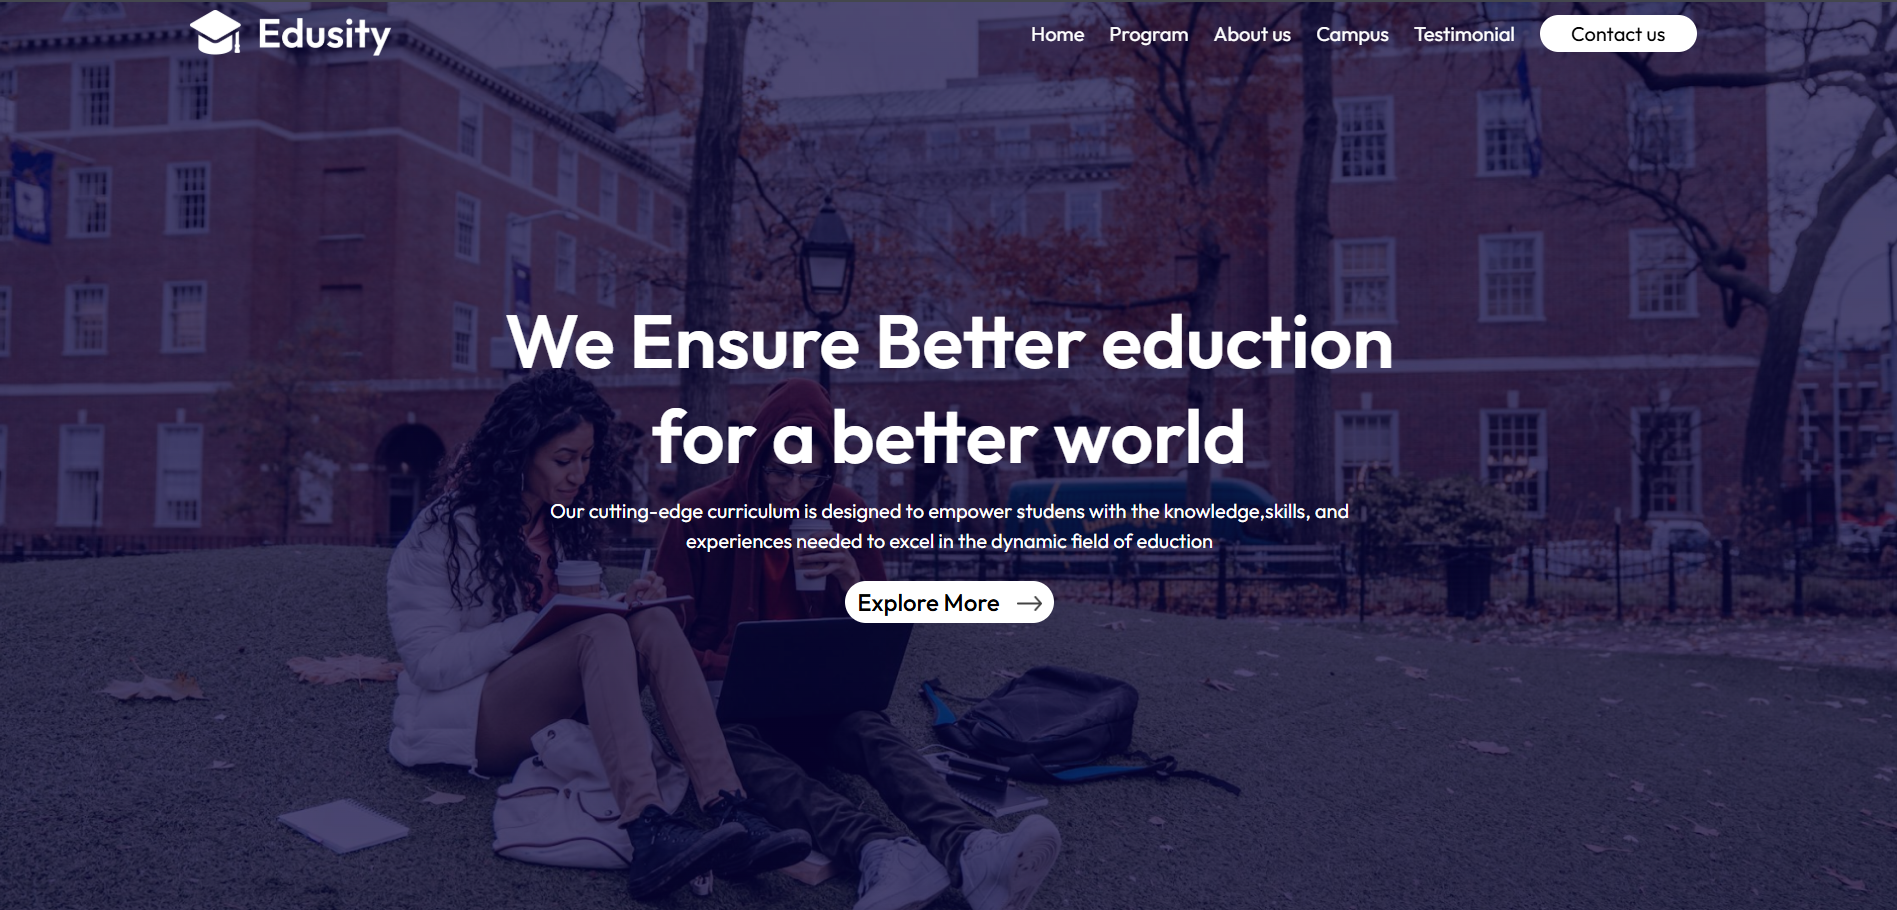 Edusity
Home Program About us Campus Testimonial Contact us
We Ensure Better eduction
for a better world
Our cutting-edge curriculum is designed to empower studens with the knowledge,skills, and
experiences needed to excel in the dynamic field of eduction
Explore More